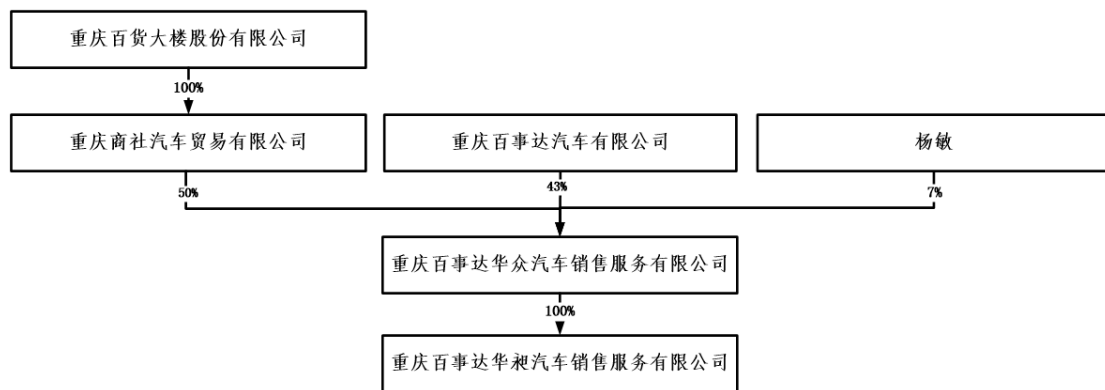 重庆百货大楼股份有限公司
100%
重庆商社汽车贸易有限公司
重庆百事达汽车有限公司
杨敏
50%
43%
7%
重庆百事达华众汽车销售服务有限公司
100%
重庆百事达华昶汽车销售服务有限公司